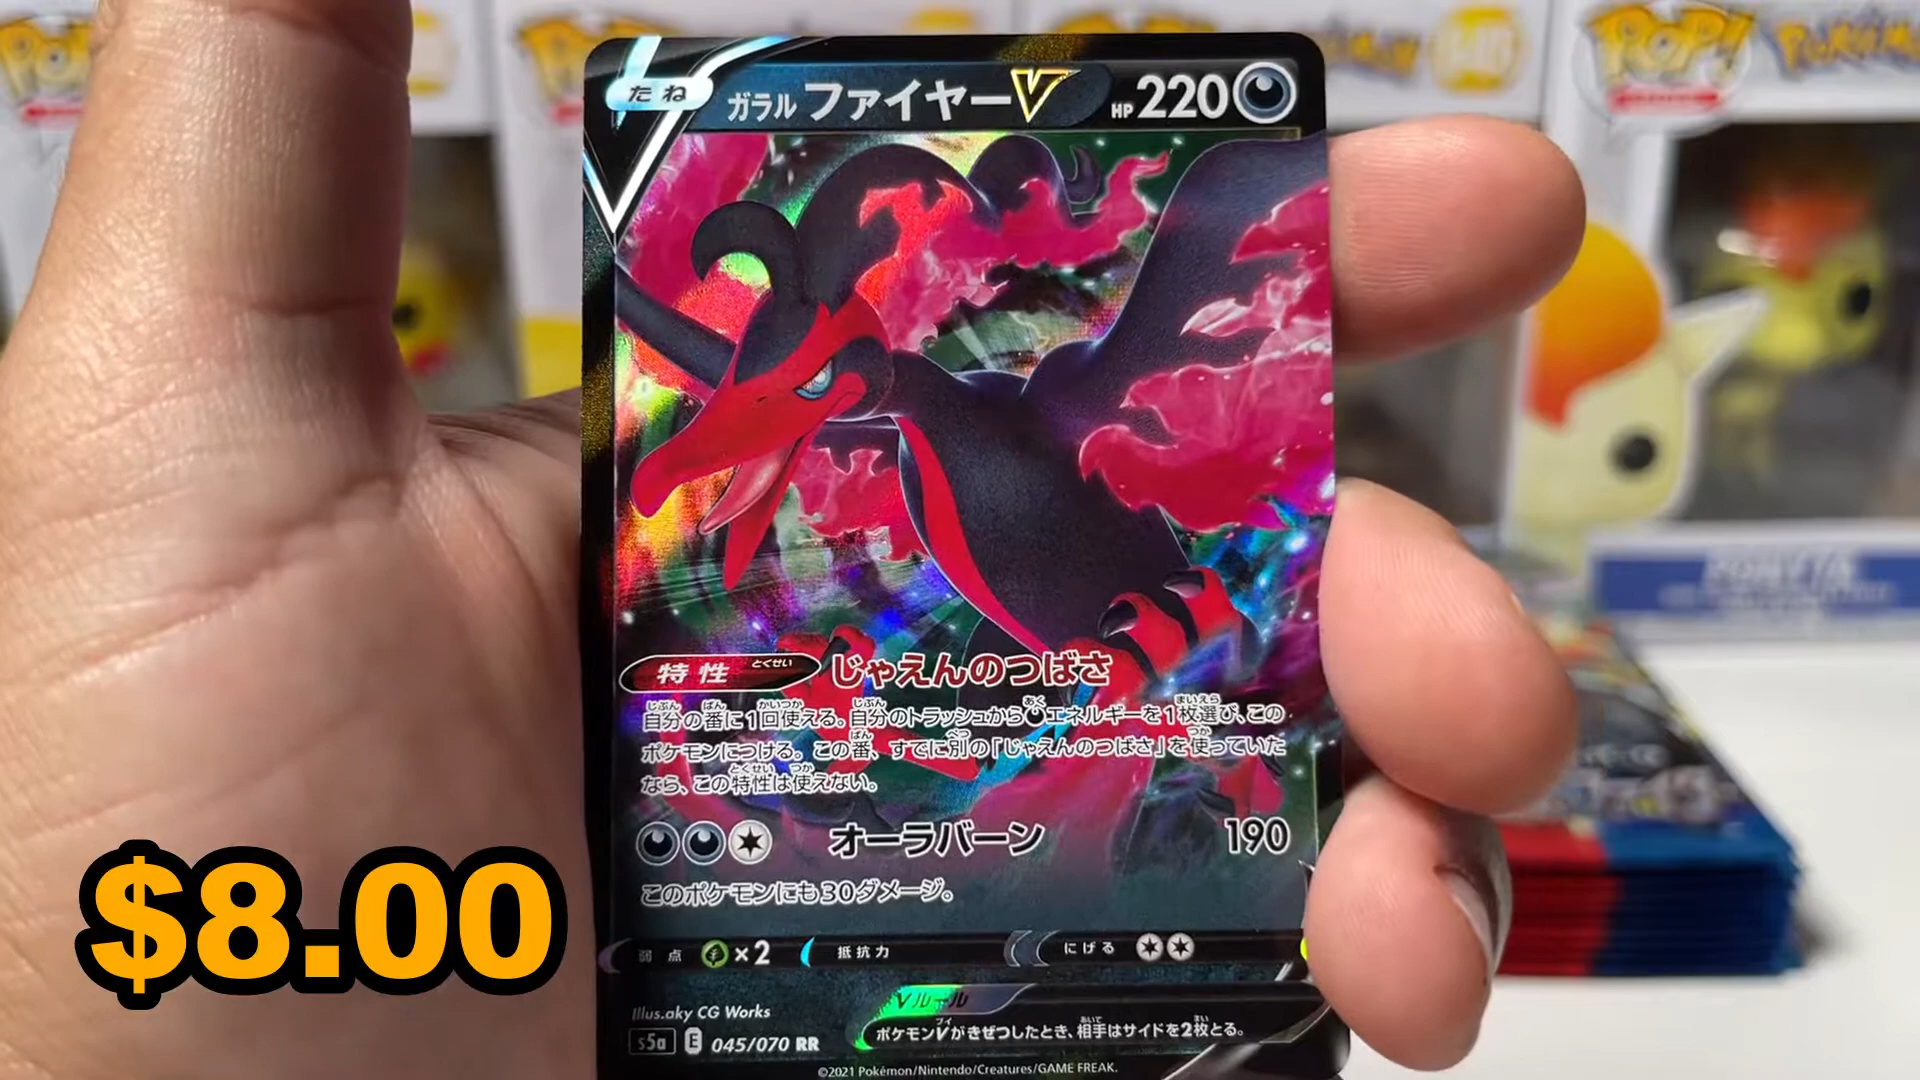 POP!
POKÉMON
たね
ガラル ファイヤーV
HP 220
特性 とくせい じゃえんのつばさ
自分の番に1回使える。自分のトラッシュからエネルギーを1枚選び、この
ポケモンにつける。この番、すでに別の「じゃえんのつばさ」を使っていた
なら、この特性は使えない。
オーラバーン 190
このポケモンにも30ダメージ。
弱点 ×2 抵抗力 にげる
Illus.aky CG Works
Vルール
ポケモンVがきぜつしたとき、相手はサイドを2枚とる。
s5a E 045/070 RR
©2021 Pokémon/Nintendo/Creatures/GAME FREAK.
$8.00
PONYTA